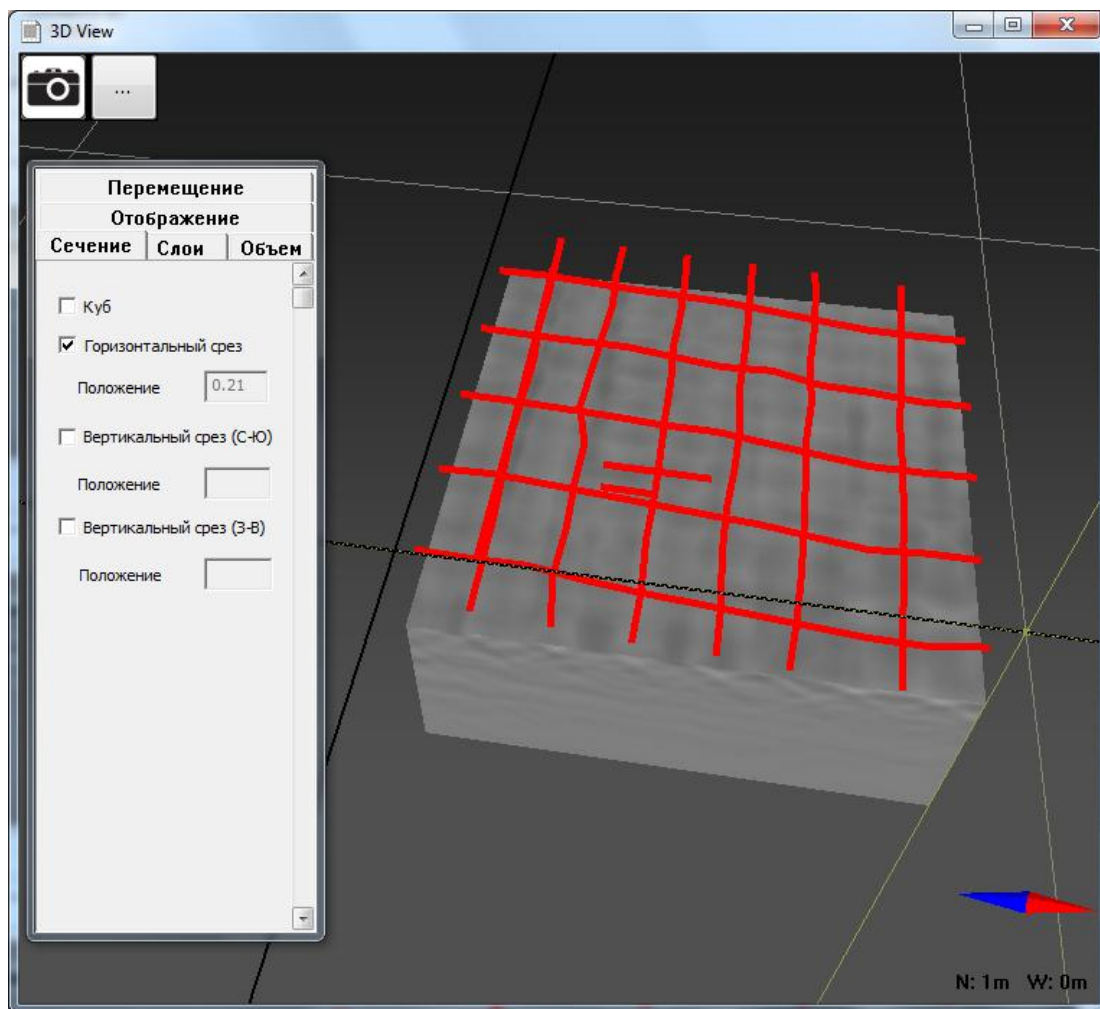 3D View
...
Перемещение
Отображение
Сечение Слои Объем
Куб
Горизонтальный срез
Положение 0.21
Вертикальный срез (С-Ю)
Положение
Вертикальный срез (З-В)
Положение
N: 1m W: 0m